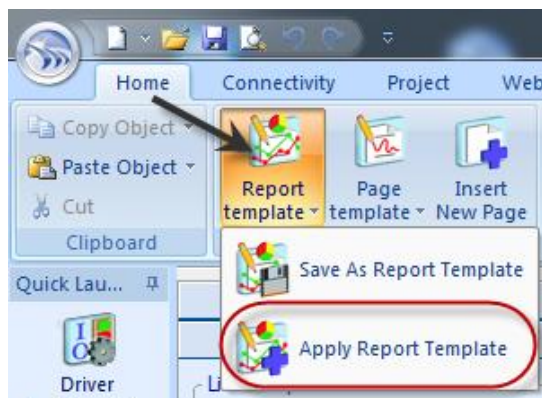 Home Connectivity Project Web
Copy Object
Paste Object
Cut
Clipboard
Report template
Page template
Insert New Page
Save As Report Template
Apply Report Template
Quick Lau...
Driver